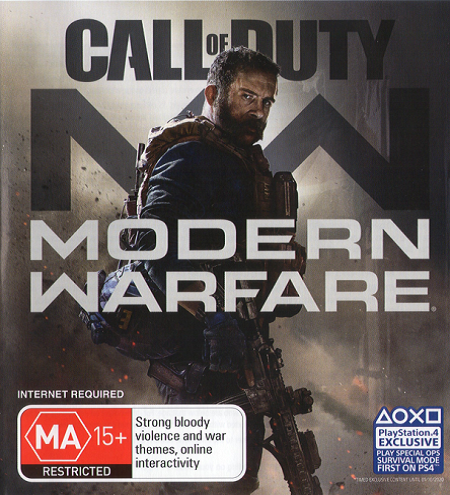 CALL OF DUTY
MW
MODERN
WARFARE®
INTERNET REQUIRED
MA 15+
RESTRICTED
Strong bloody
violence and war
themes, online
interactivity
PlayStation.4
EXCLUSIVE
PLAY SPECIAL OPS
SURVIVAL MODE
FIRST ON PS4